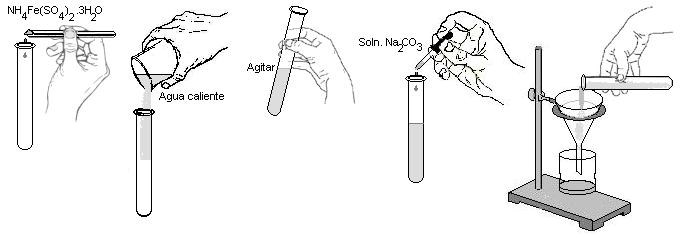 NH4Fe(SO4)2.3H2O
Agua caliente
Agitar
Soln. Na2CO3